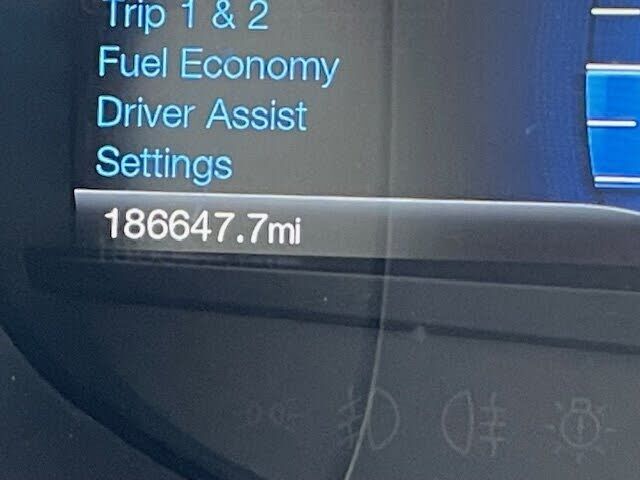 Trip 1 & 2
Fuel Economy
Driver Assist
Settings
186647.7mi